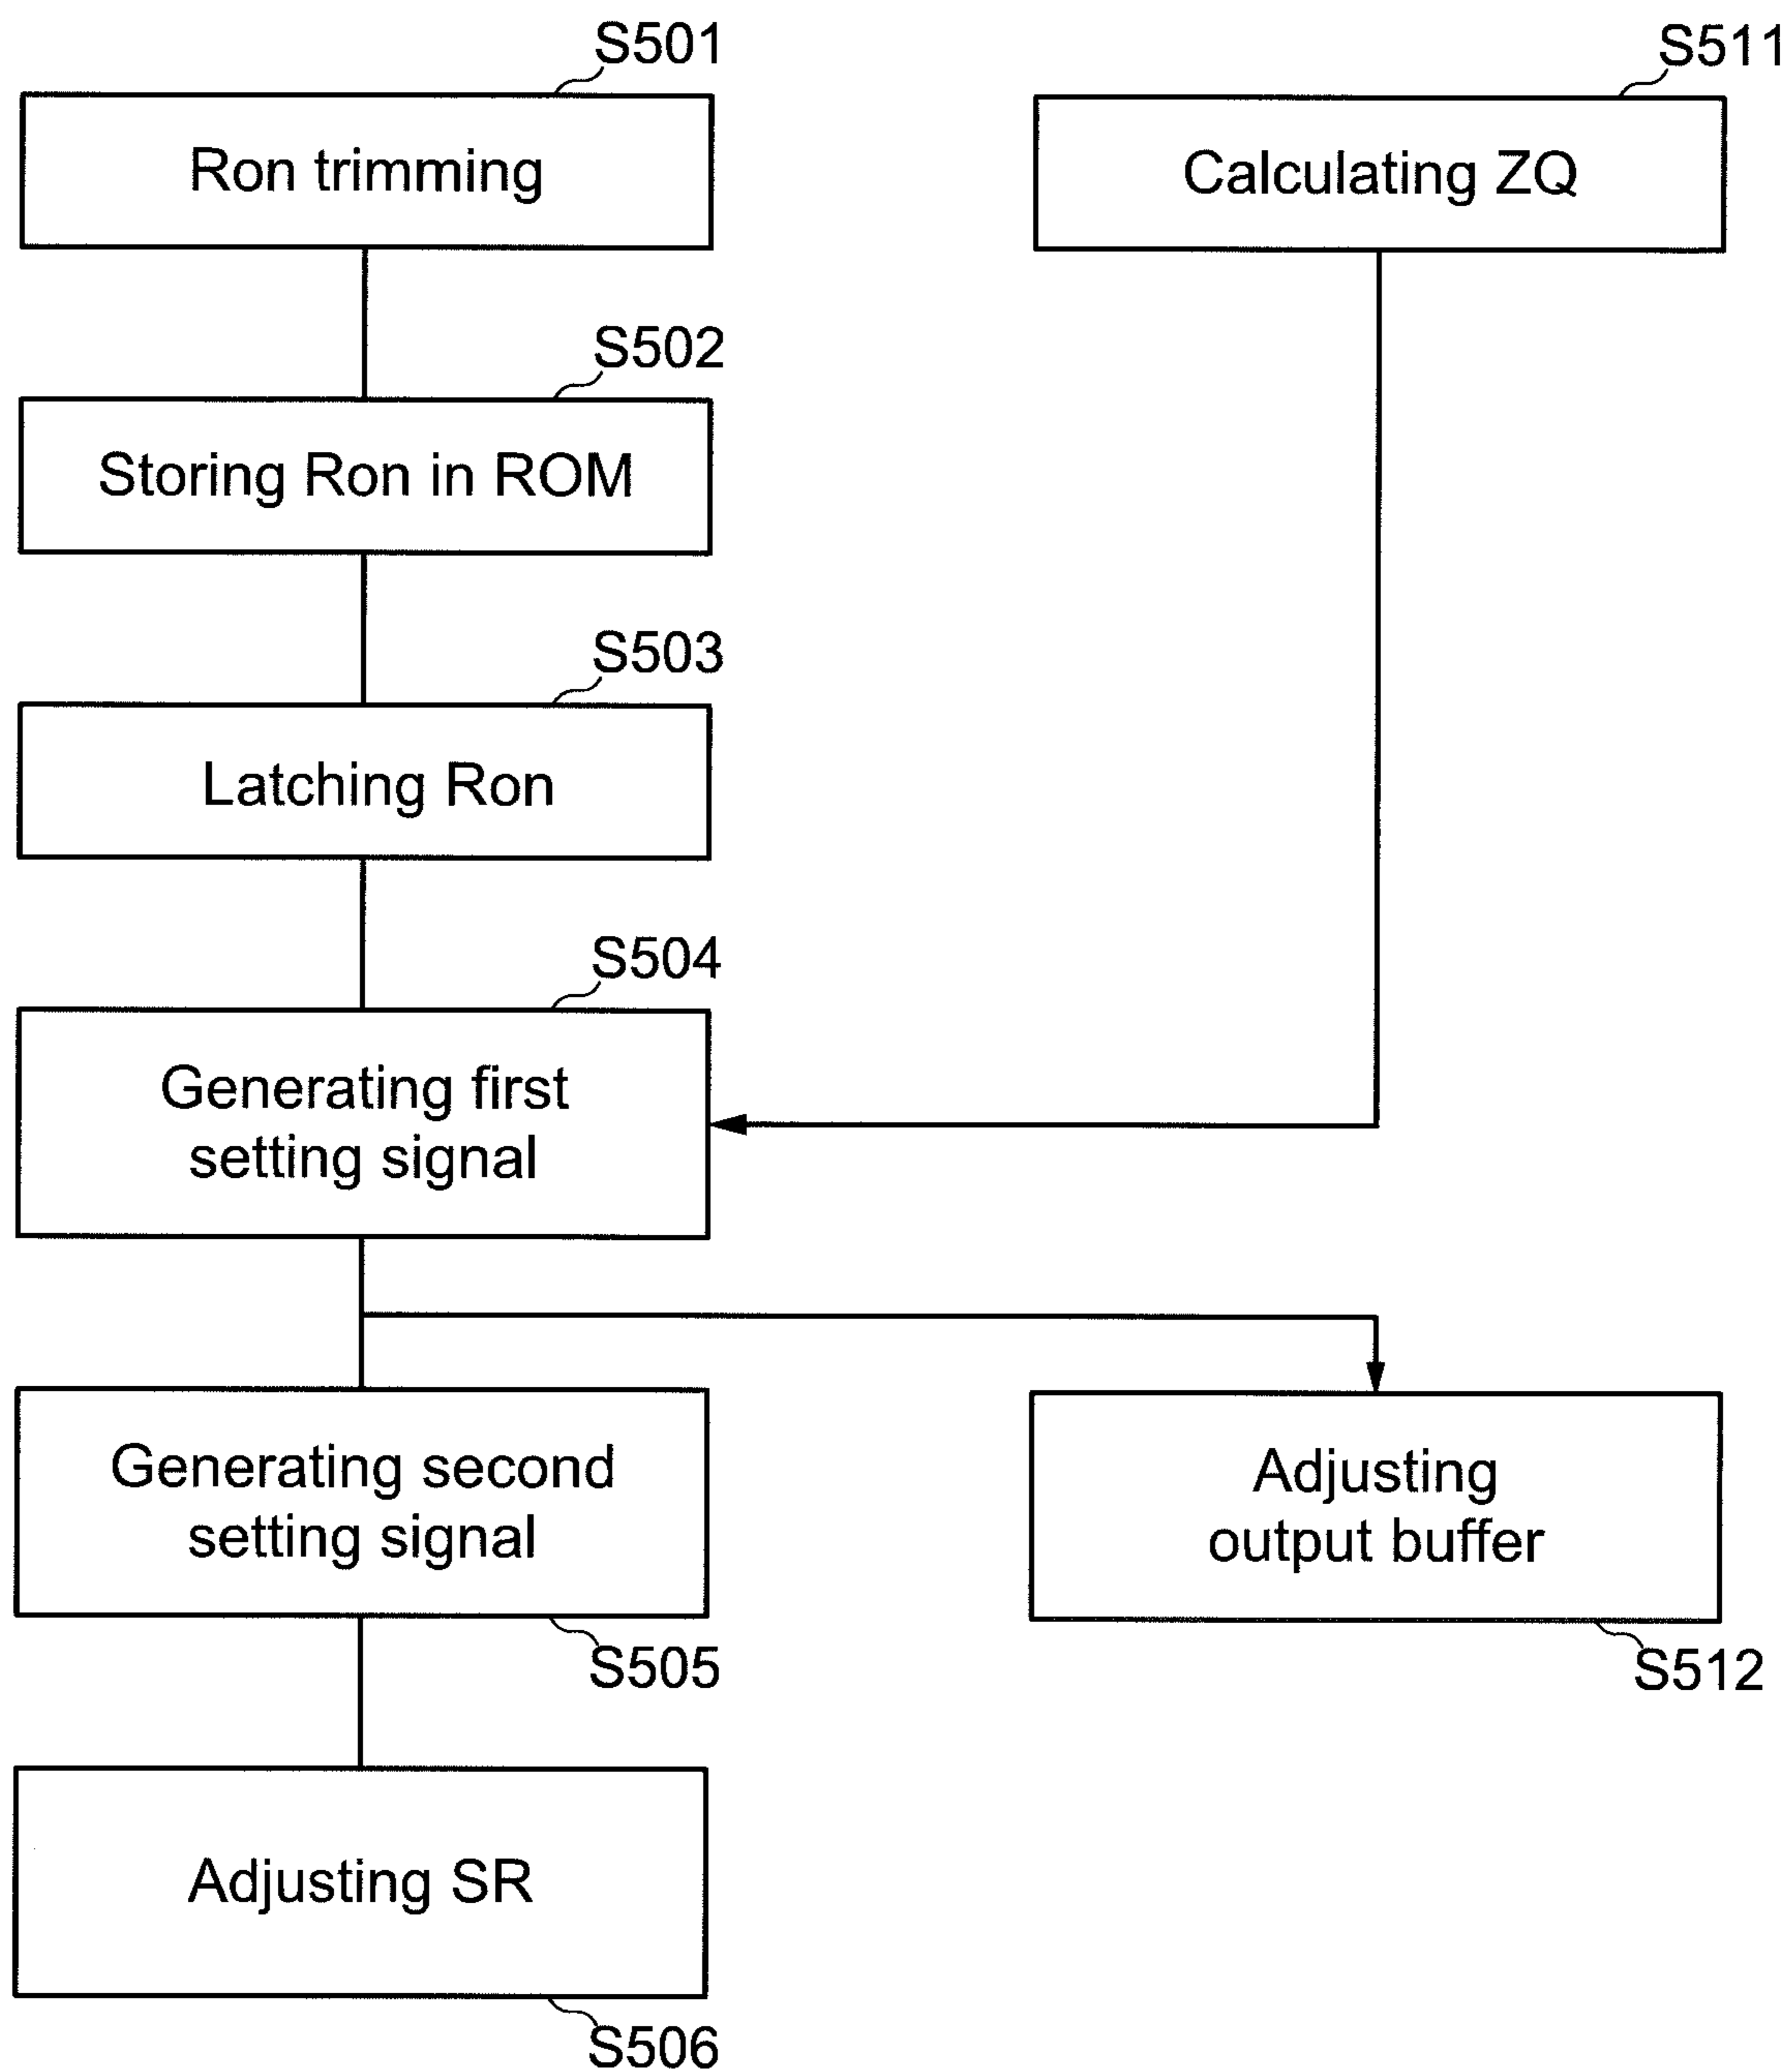 S501
Ron trimming
S511
Calculating ZQ
S502
Storing Ron in ROM
S503
Latching Ron
S504
Generating first
setting signal
Generating second
setting signal
S505
Adjusting
output buffer
S512
Adjusting SR
S506